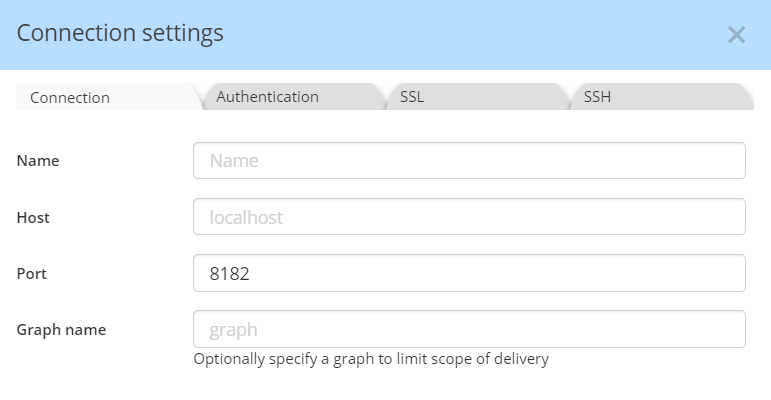 Connection settings
Connection Authentication SSL SSH
Name Name
Host localhost
Port 8182
Graph name graph
Optionally specify a graph to limit scope of delivery